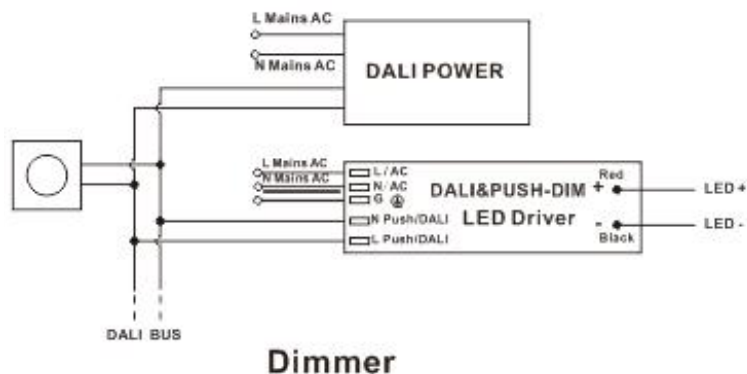 L Mains AC
N Mains AC
DALI POWER
L Mains AC
N Mains AC
L / AC
N/ AC
G
N Push/DALI
L Push/DALI
DALI&PUSH-DIM
LED Driver
Red
+
-
Black
LED +
LED -
DALI BUS
Dimmer